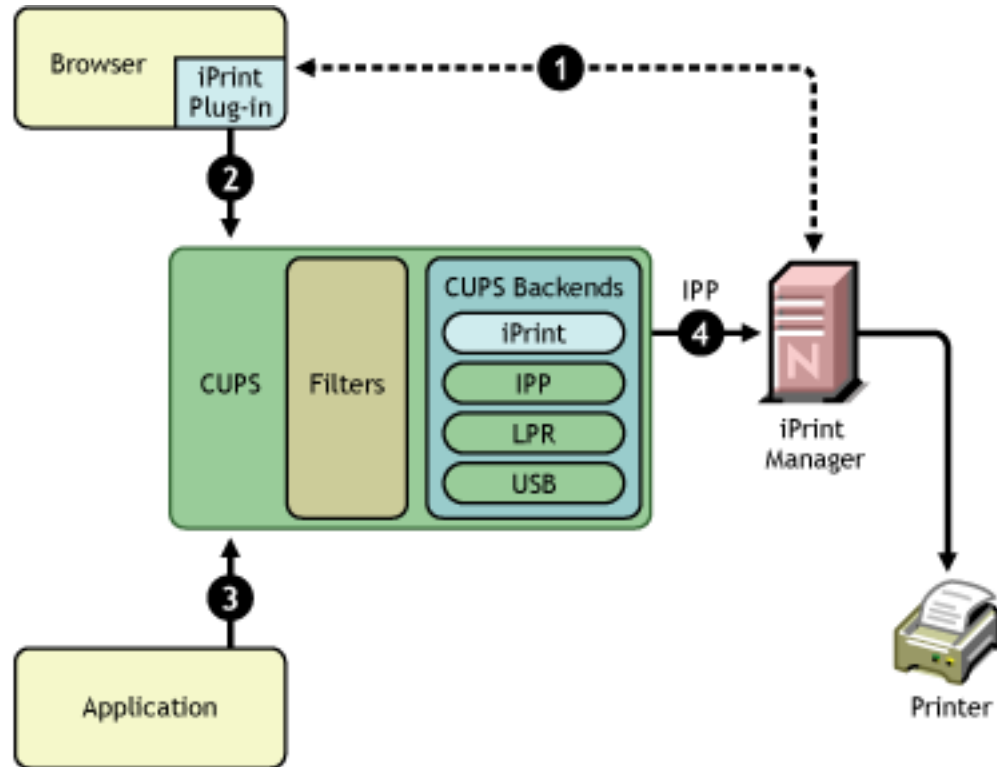 Browser
iPrint
Plug-in
1
2
CUPS
Filters
CUPS Backends
iPrint
IPP
LPR
USB
IPP
4
N
iPrint
Manager
3
Application
Printer